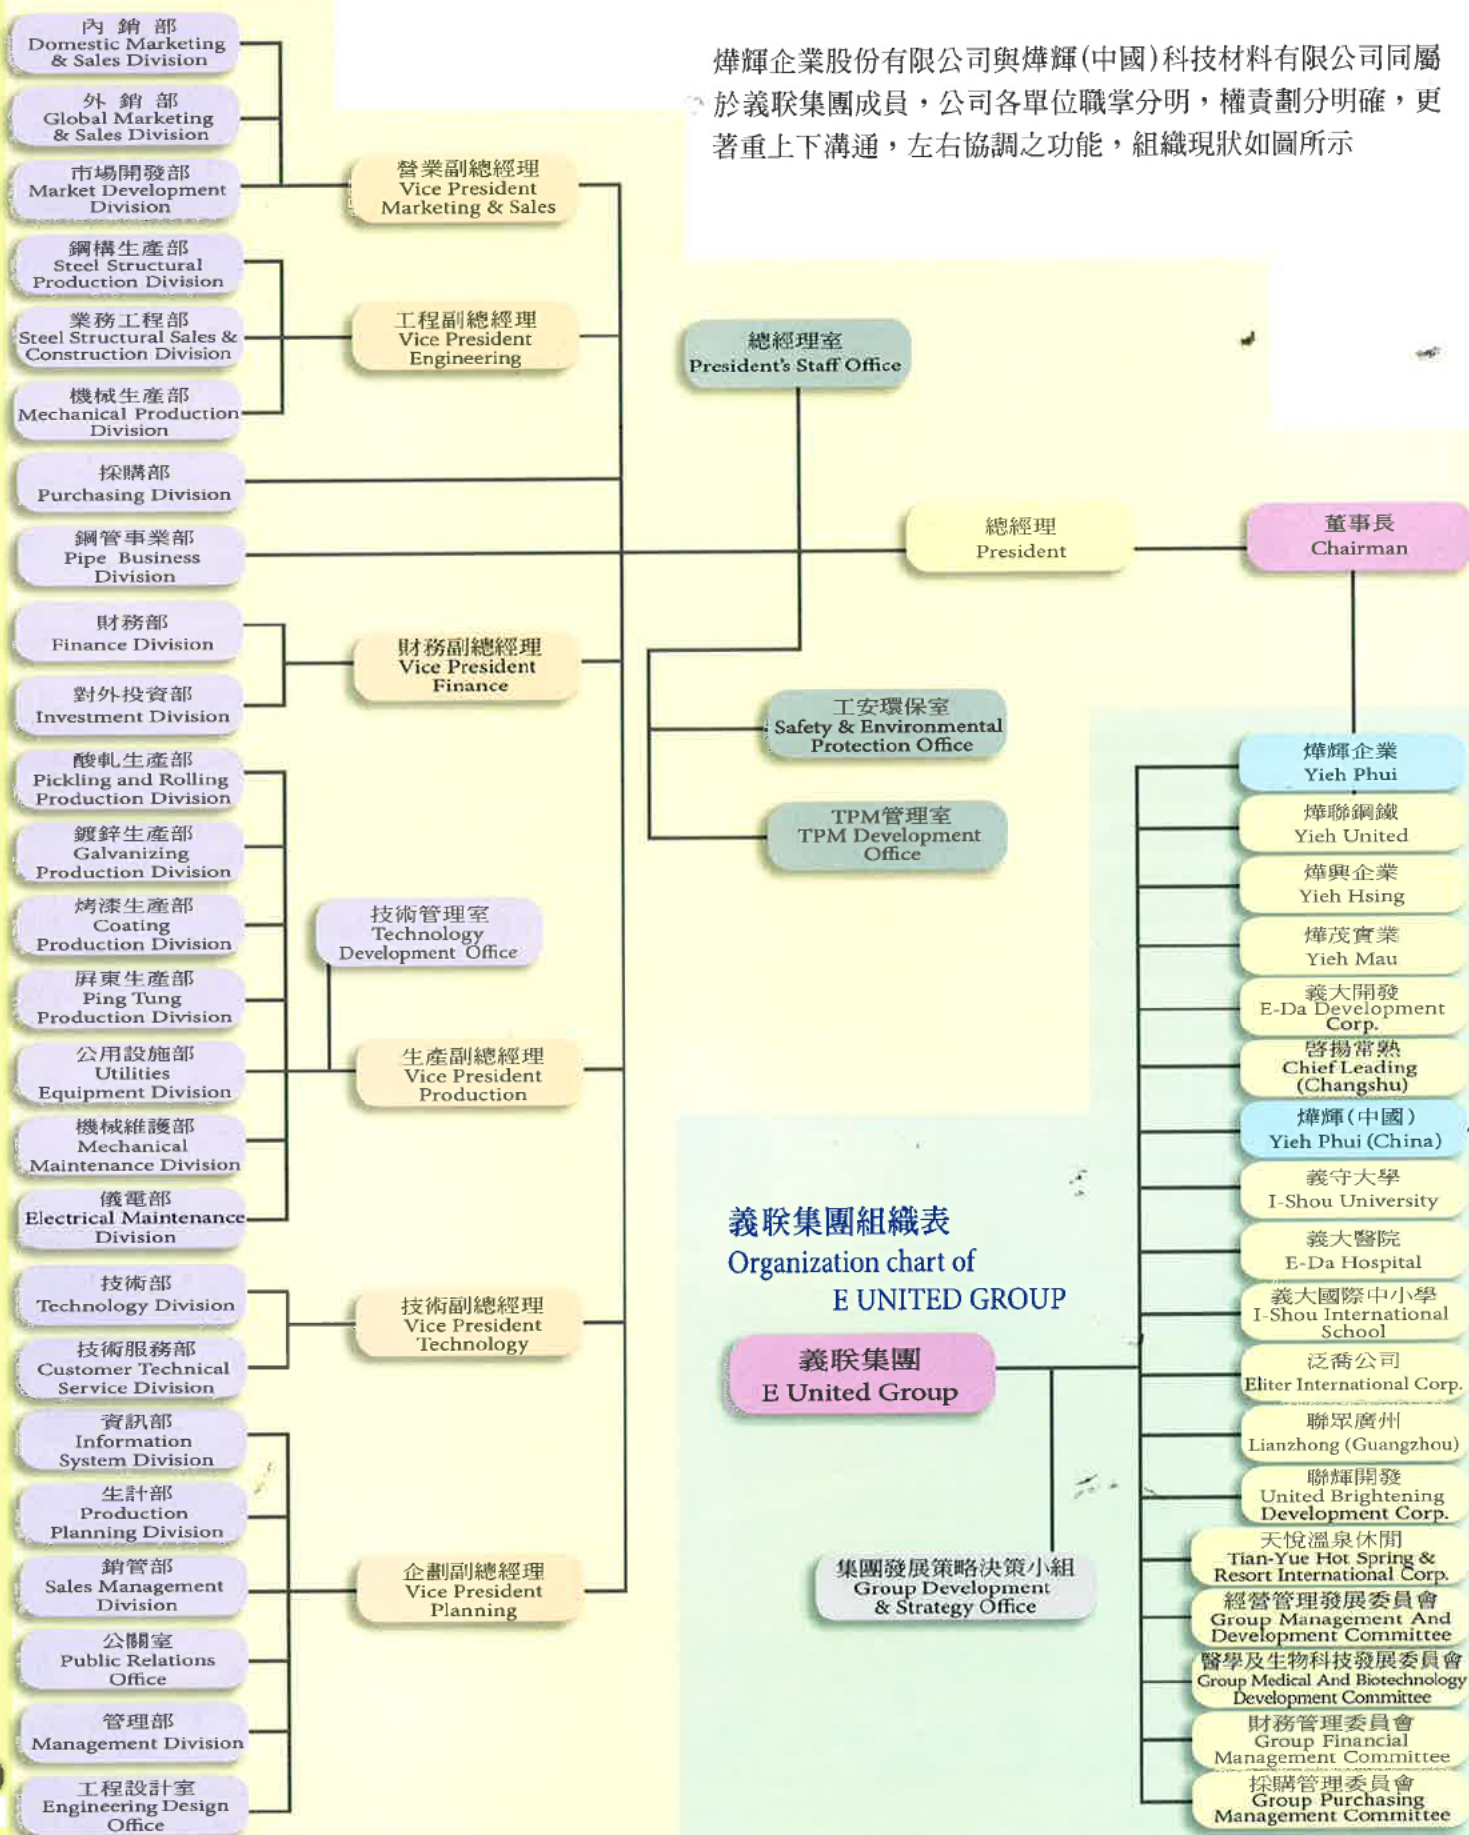 燁輝企業股份有限公司與燁輝(中國)科技材料有限公司同屬
於義联集團成員，公司各單位職掌分明，權責劃分明確，更
著重上下溝通，左右協調之功能，組織現狀如圖所示
內 銷 部
Domestic Marketing
& Sales Division
外 銷 部
Global Marketing
& Sales Division
市場開發部
Market Development
Division
鋼構生產部
Steel Structural
Production Division
業務工程部
Steel Structural Sales &
Construction Division
機械生產部
Mechanical Production
Division
採購部
Purchasing Division
鋼管事業部
Pipe Business
Division
財務部
Finance Division
對外投資部
Investment Division
酸軋生產部
Pickling and Rolling
Production Division
鍍鋅生產部
Galvanizing
Production Division
烤漆生產部
Coating
Production Division
屏東生產部
Ping Tung
Production Division
公用設施部
Utilities
Equipment Division
機械維護部
Mechanical
Maintenance Division
儀電部
Electrical Maintenance
Division
技術部
Technology Division
技術服務部
Customer Technical
Service Division
資訊部
Information
System Division
生計部
Production
Planning Division
銷管部
Sales Management
Division
公關室
Public Relations
Office
管理部
Management Division
工程設計室
Engineering Design
Office
營業副總經理
Vice President
Marketing & Sales
工程副總經理
Vice President
Engineering
財務副總經理
Vice President
Finance
技術管理室
Technology
Development Office
生產副總經理
Vice President
Production
技術副總經理
Vice President
Technology
企劃副總經理
Vice President
Planning
總經理室
President's Staff Office
總經理
President
董事長
Chairman
工安環保室
Safety & Environmental
Protection Office
TPM管理室
TPM Development
Office
義联集團組織表
Organization chart of
E UNITED GROUP
義联集團
E United Group
集團發展策略決策小組
Group Development
& Strategy Office
燁輝企業
Yieh Phui
燁聯鋼鐵
Yieh United
燁興企業
Yieh Hsing
燁茂實業
Yieh Mau
義大開發
E-Da Development
Corp.
啓揚常熟
Chief Leading
(Changshu)
燁輝(中國)
Yieh Phui (China)
義守大學
I-Shou University
義大醫院
E-Da Hospital
義大國際中小學
I-Shou International
School
泛喬公司
Eliter International Corp.
聯眾廣州
Lianzhong (Guangzhou)
聯輝開發
United Brightening
Development Corp.
天悅溫泉休閒
Tian-Yue Hot Spring &
Resort International Corp.
經營管理發展委員會
Group Management And
Development Committee
醫學及生物科技發展委員會
Group Medical And Biotechnology
Development Committee
財務管理委員會
Group Financial
Management Committee
採購管理委員會
Group Purchasing
Management Committee